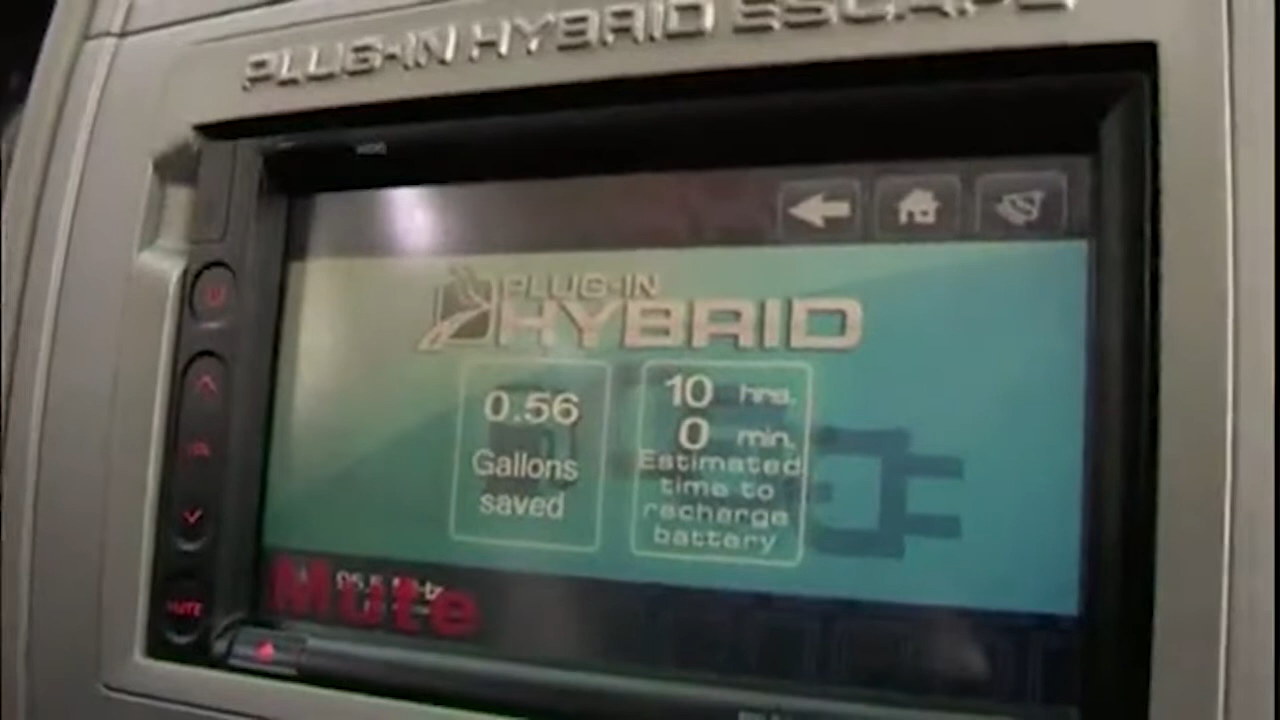 PLUG-IN HYBRID ESCAPE
PLUG-IN
HYBRID
0.56
Gallons
saved
10 hrs.
0 min.
Estimated
time to
recharge
battery
Mute
MUTE